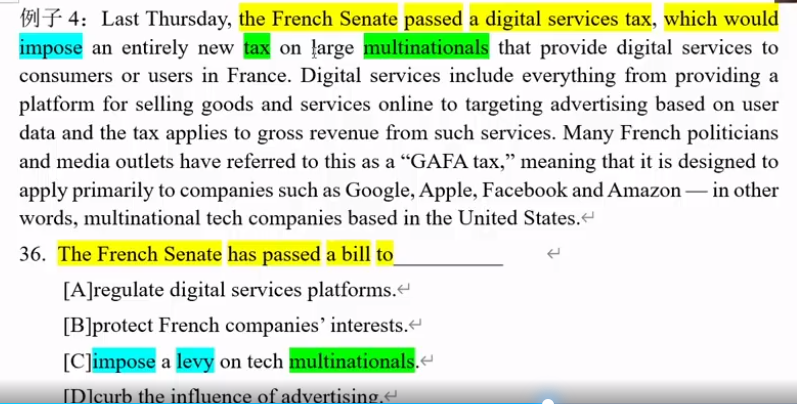 例子 4：Last Thursday, the French Senate passed a digital services tax, which would
impose an entirely new tax on large multinationals that provide digital services to
consumers or users in France. Digital services include everything from providing a
platform for selling goods and services online to targeting advertising based on user
data and the tax applies to gross revenue from such services. Many French politicians
and media outlets have referred to this as a “GAFA tax,” meaning that it is designed to
apply primarily to companies such as Google, Apple, Facebook and Amazon — in other
words, multinational tech companies based in the United States.↵
36. The French Senate has passed a bill to__________ ↵
[A]regulate digital services platforms.↵
[B]protect French companies’ interests.↵
[C]impose a levy on tech multinationals.↵
[D]curb the influence of advertising.↵